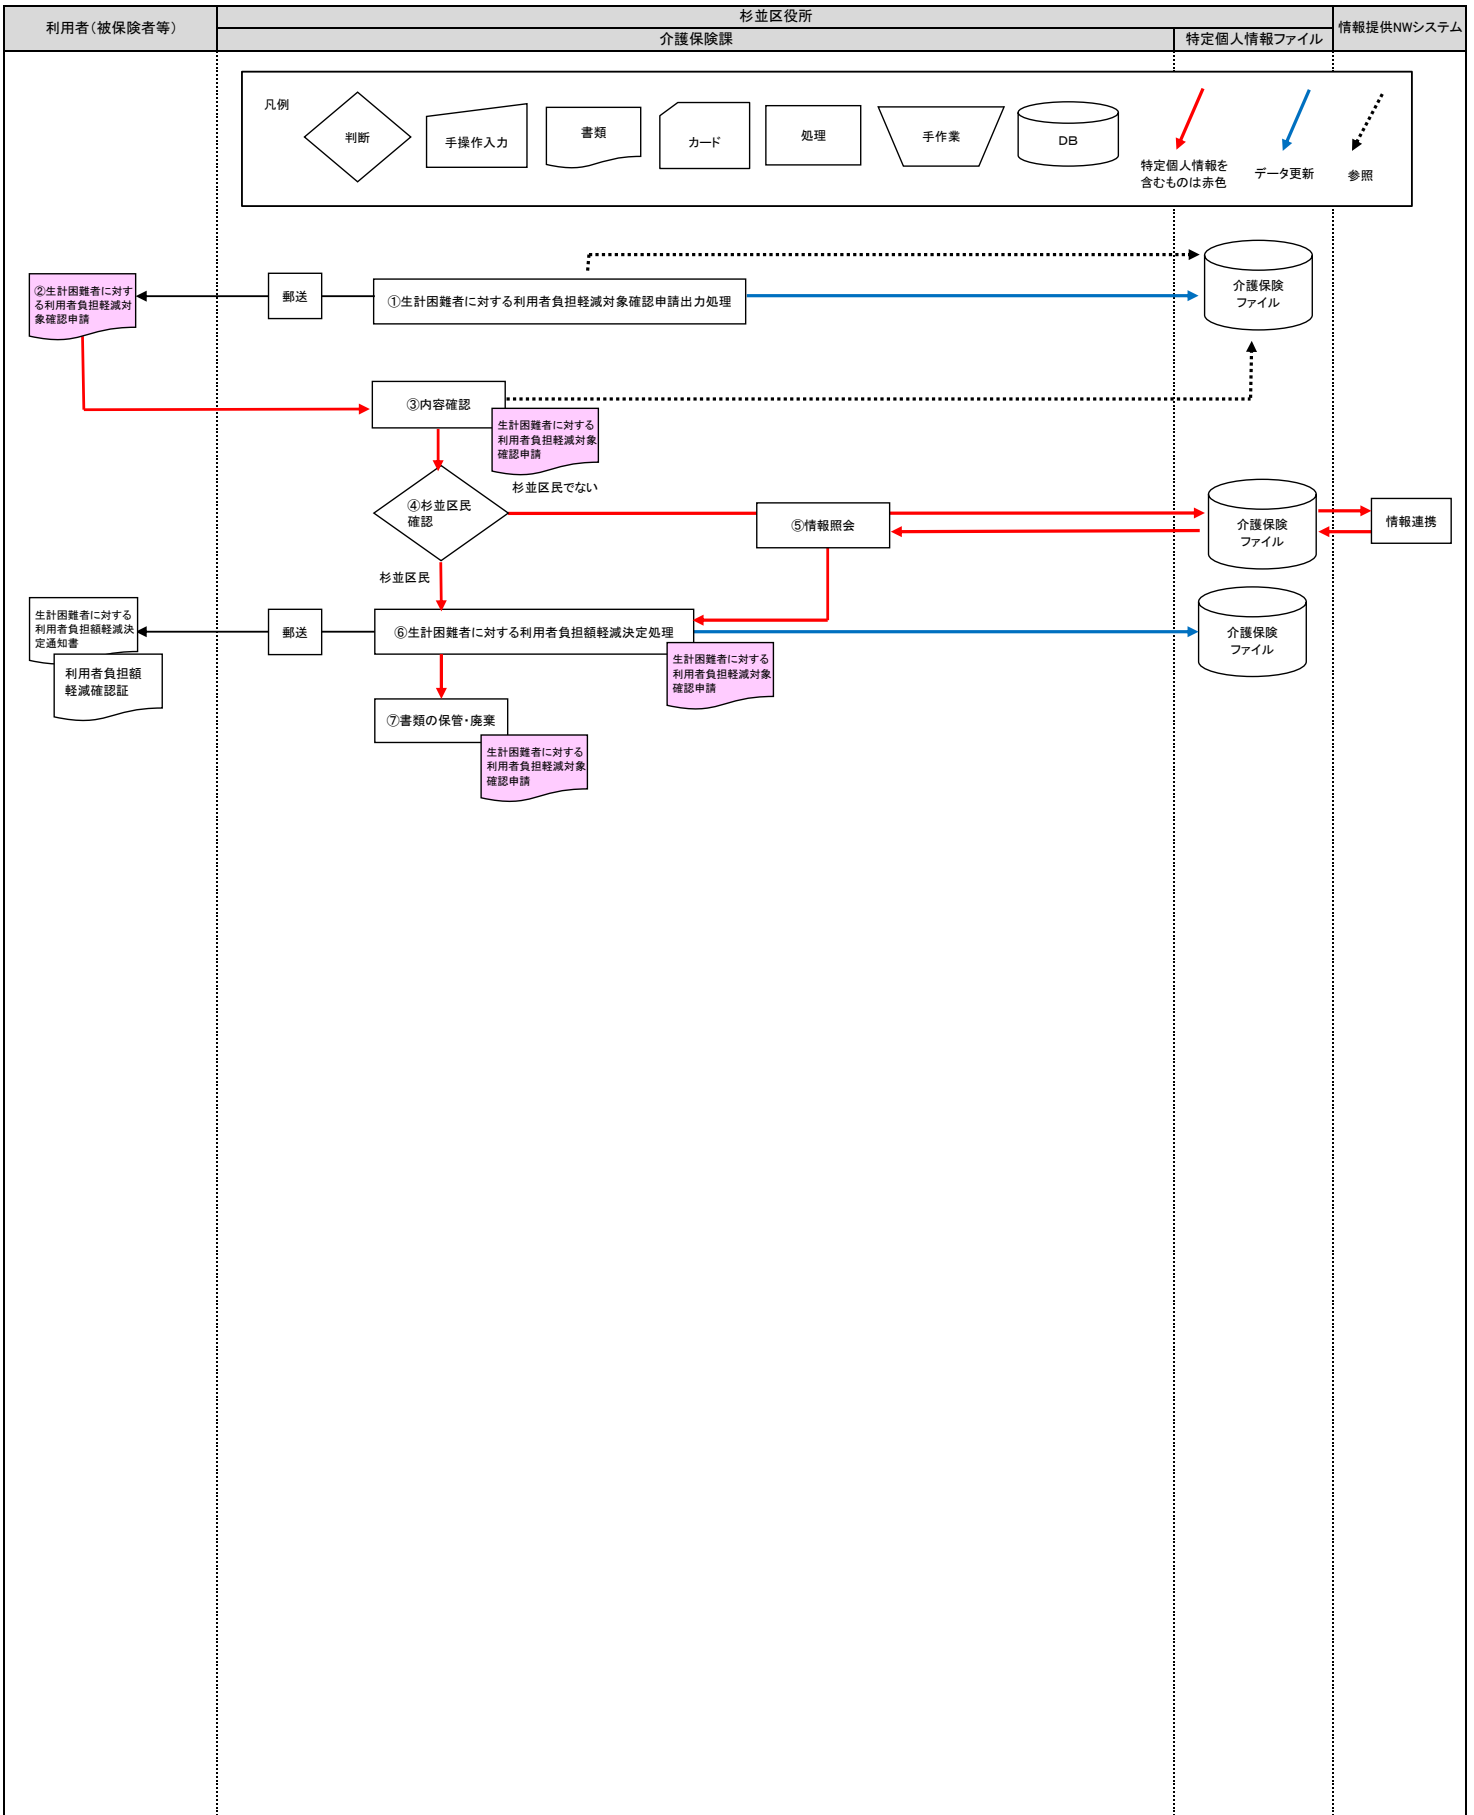 利用者（被保険者等）
杉並区役所
介護保険課
特定個人情報ファイル
情報提供NWシステム
凡例
判断
手操作入力
書類
カード
処理
手作業
DB
特定個人情報を
含むものは赤色
データ更新
参照
②生計困難者に対す
る利用者負担軽減対
象確認申請
郵送
①生計困難者に対する利用者負担軽減対象確認申請出力処理
介護保険
ファイル
③内容確認
生計困難者に対する
利用者負担軽減対象
確認申請
杉並区民でない
④杉並区民
確認
⑤情報照会
介護保険
ファイル
情報連携
杉並区民
生計困難者に対する
利用者負担額軽減決
定通知書
利用者負担額
軽減確認証
郵送
⑥生計困難者に対する利用者負担額軽減決定処理
生計困難者に対する
利用者負担軽減対象
確認申請
介護保険
ファイル
⑦書類の保管・廃棄
生計困難者に対する
利用者負担軽減対象
確認申請